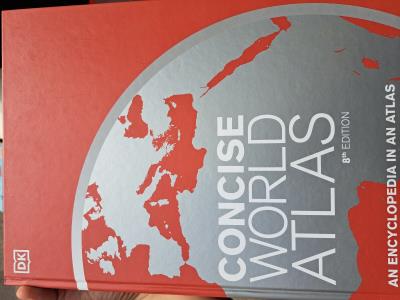 DK
CONCISE
WORLD
ATLAS
8th EDITION
AN ENCYCLOPEDIA IN AN ATLAS